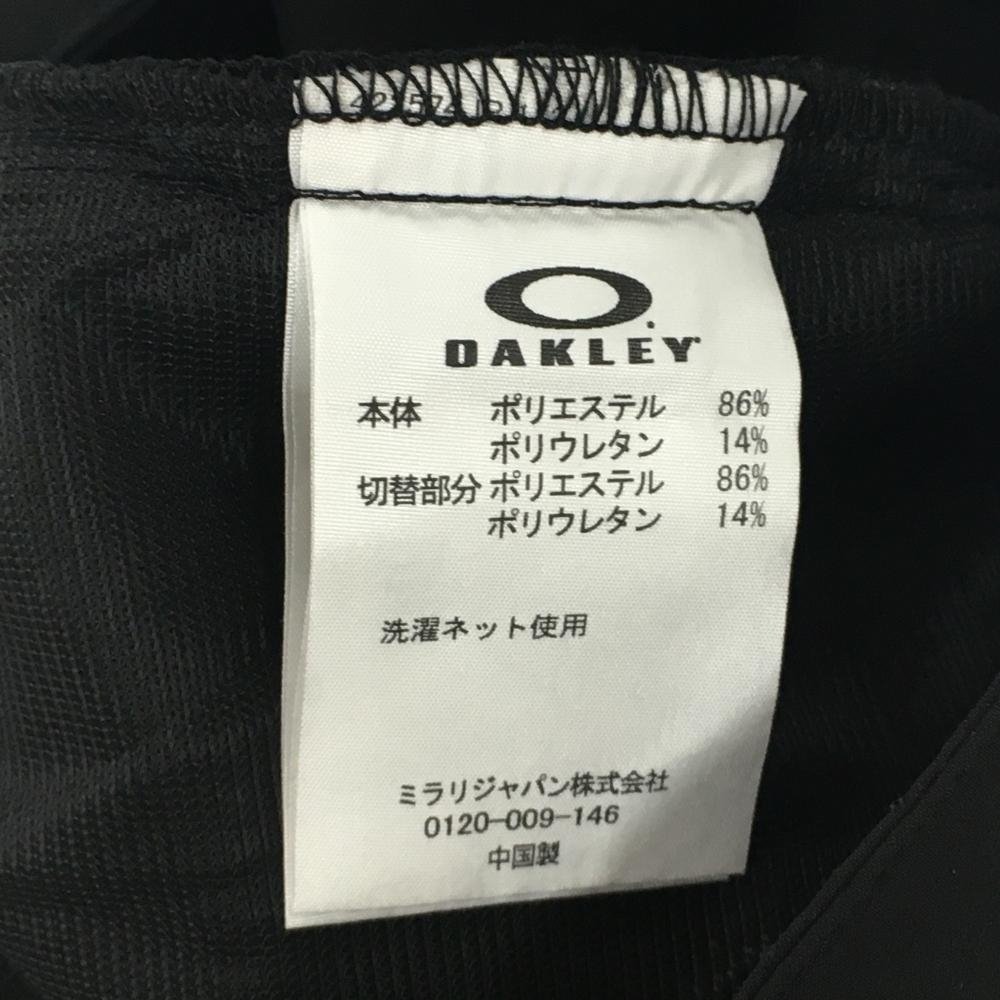 OAKLEY
本体 ポリエステル 86%
ポリウレタン 14%
切替部分 ポリエステル 86%
ポリウレタン 14%
洗濯ネット使用
ミラリジャパン株式会社
0120-009-146
中国製